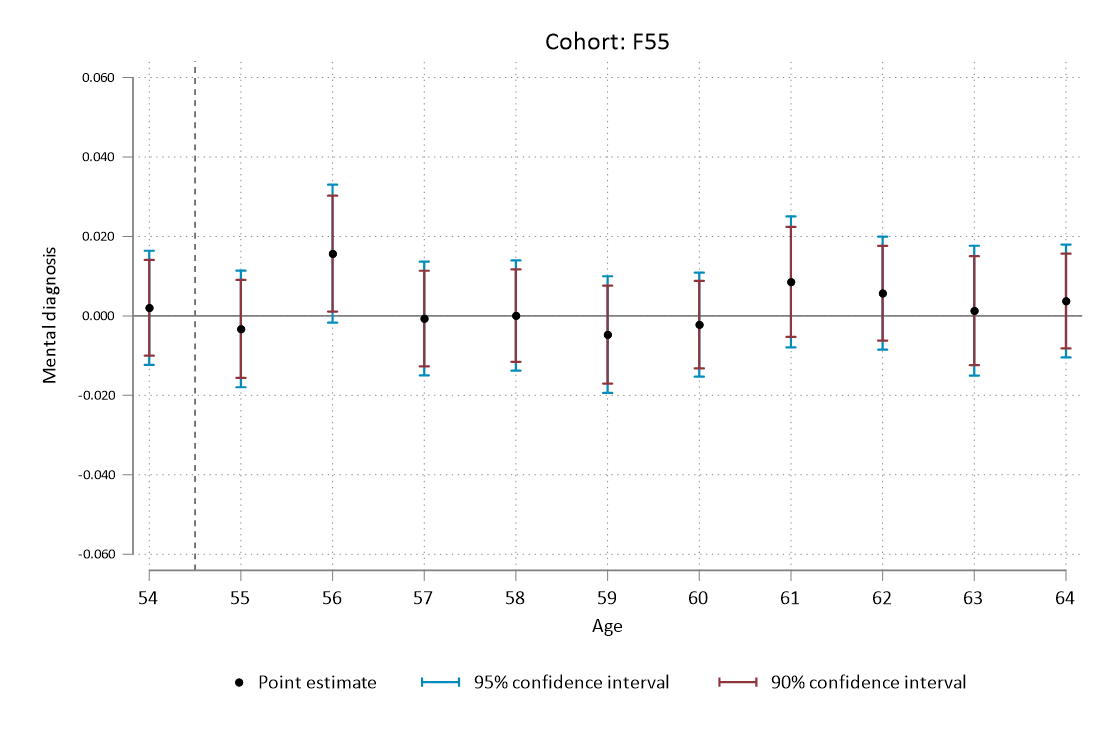 Cohort: F55
0.060
0.040
0.020
0.000
-0.020
-0.040
-0.060
Mental diagnosis
54 55 56 57 58 59 60 61 62 63 64
Age
Point estimate 95% confidence interval 90% confidence interval